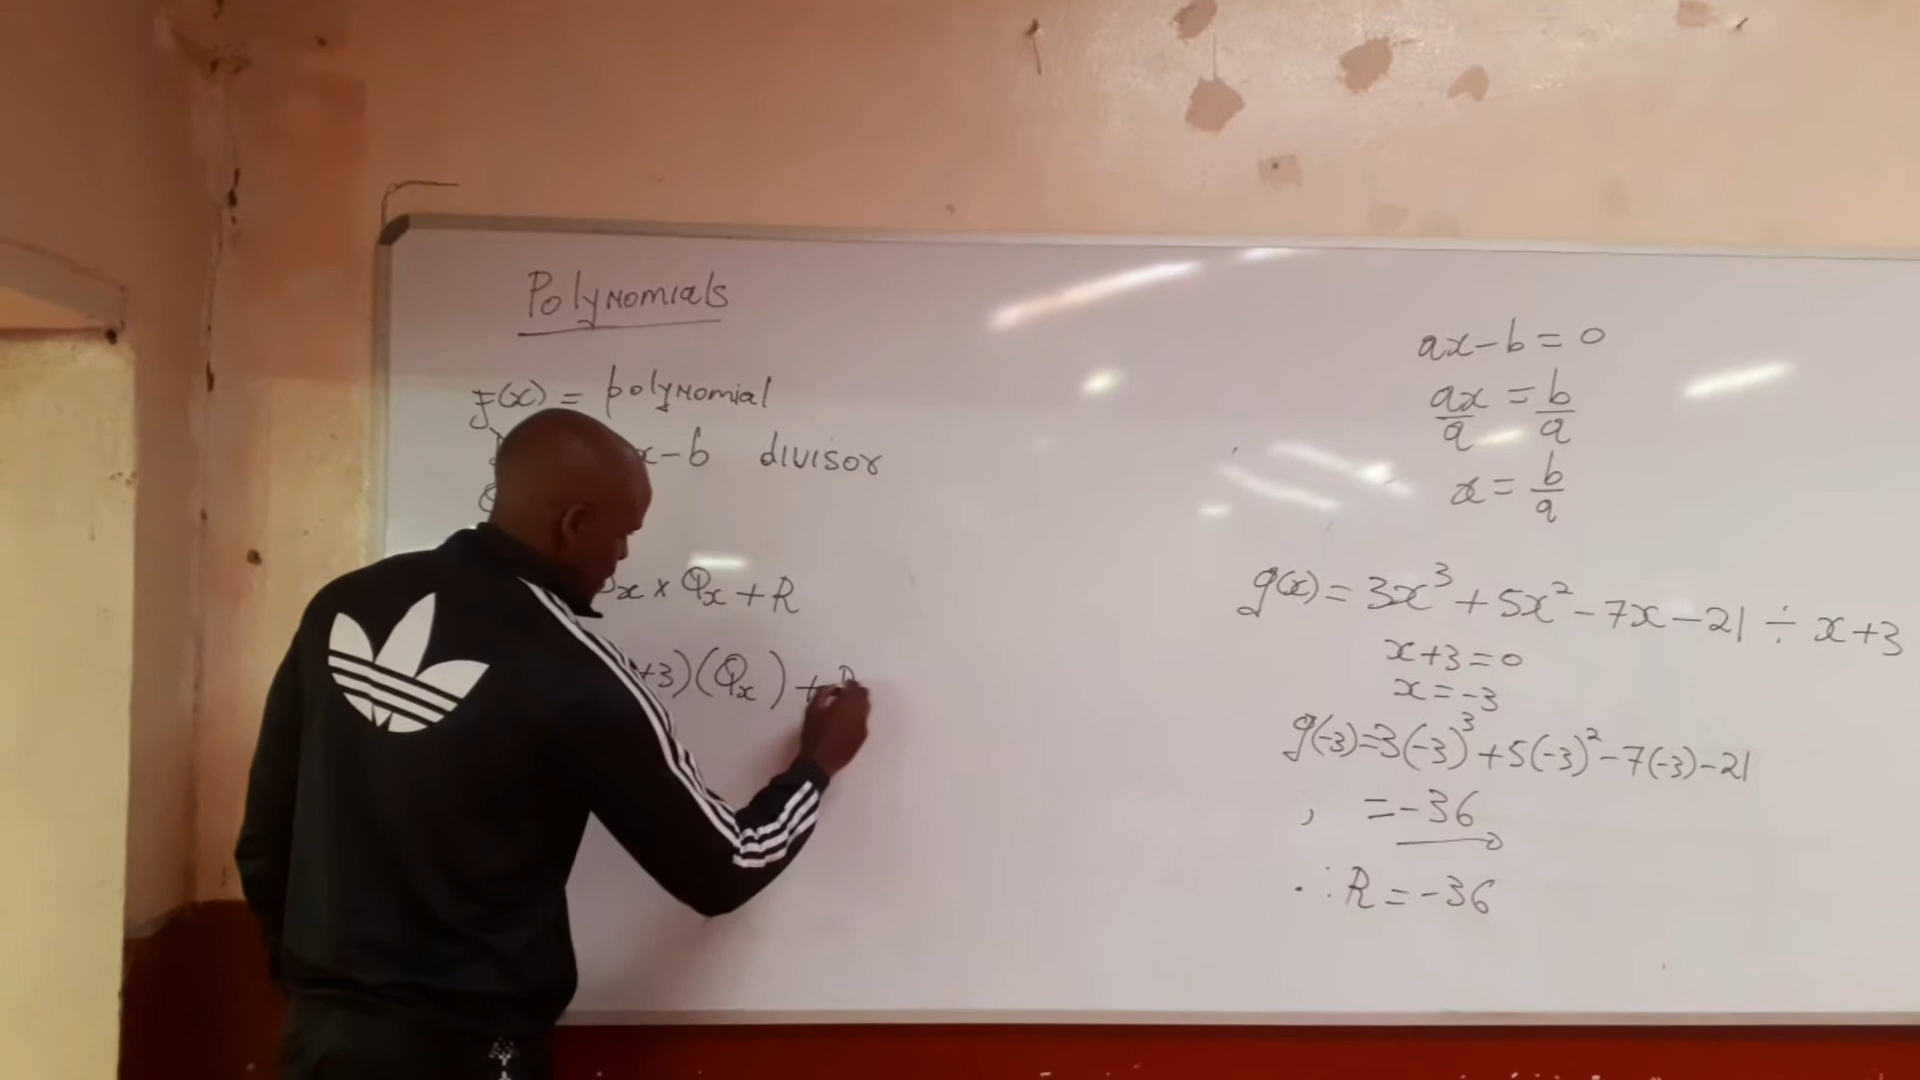 Polynomials
f(x) = polynomial
x-b divisor
x × Qx + R
+3)(Qx) +
ax-b = 0
ax/a = b/a
x = b/a
g(x) = 3x³ + 5x² - 7x - 21 ÷ x+3
x+3 = 0
x = -3
g(-3) = 3(-3)³ + 5(-3)² - 7(-3) - 21
= -36
∴ R = -36